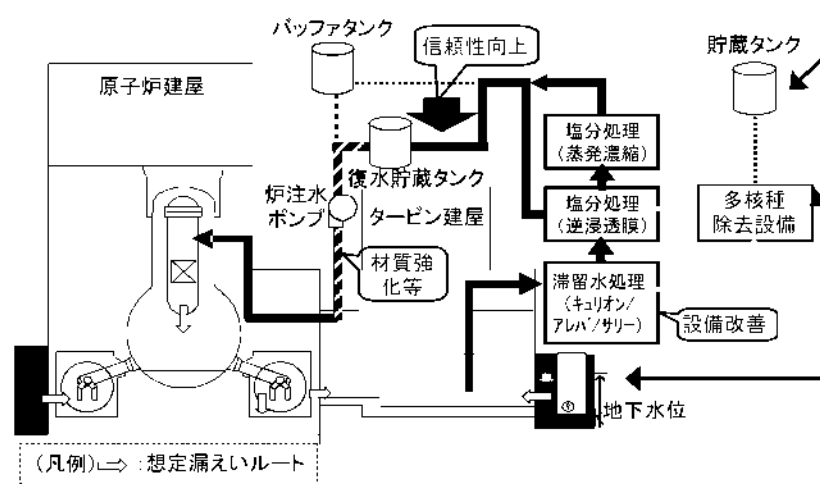 バッファタンク
信頼性向上
貯蔵タンク
原子炉建屋
塩分処理
(蒸発濃縮)
復水貯蔵タンク
炉注水
ポンプ
タービン建屋
塩分処理
(逆浸透膜)
多核種
除去設備
材質強
化等
滞留水処理
(キュリオン/
アレバ/サリー)
設備改善
地下水位
(凡例)⇨:想定漏えいルート